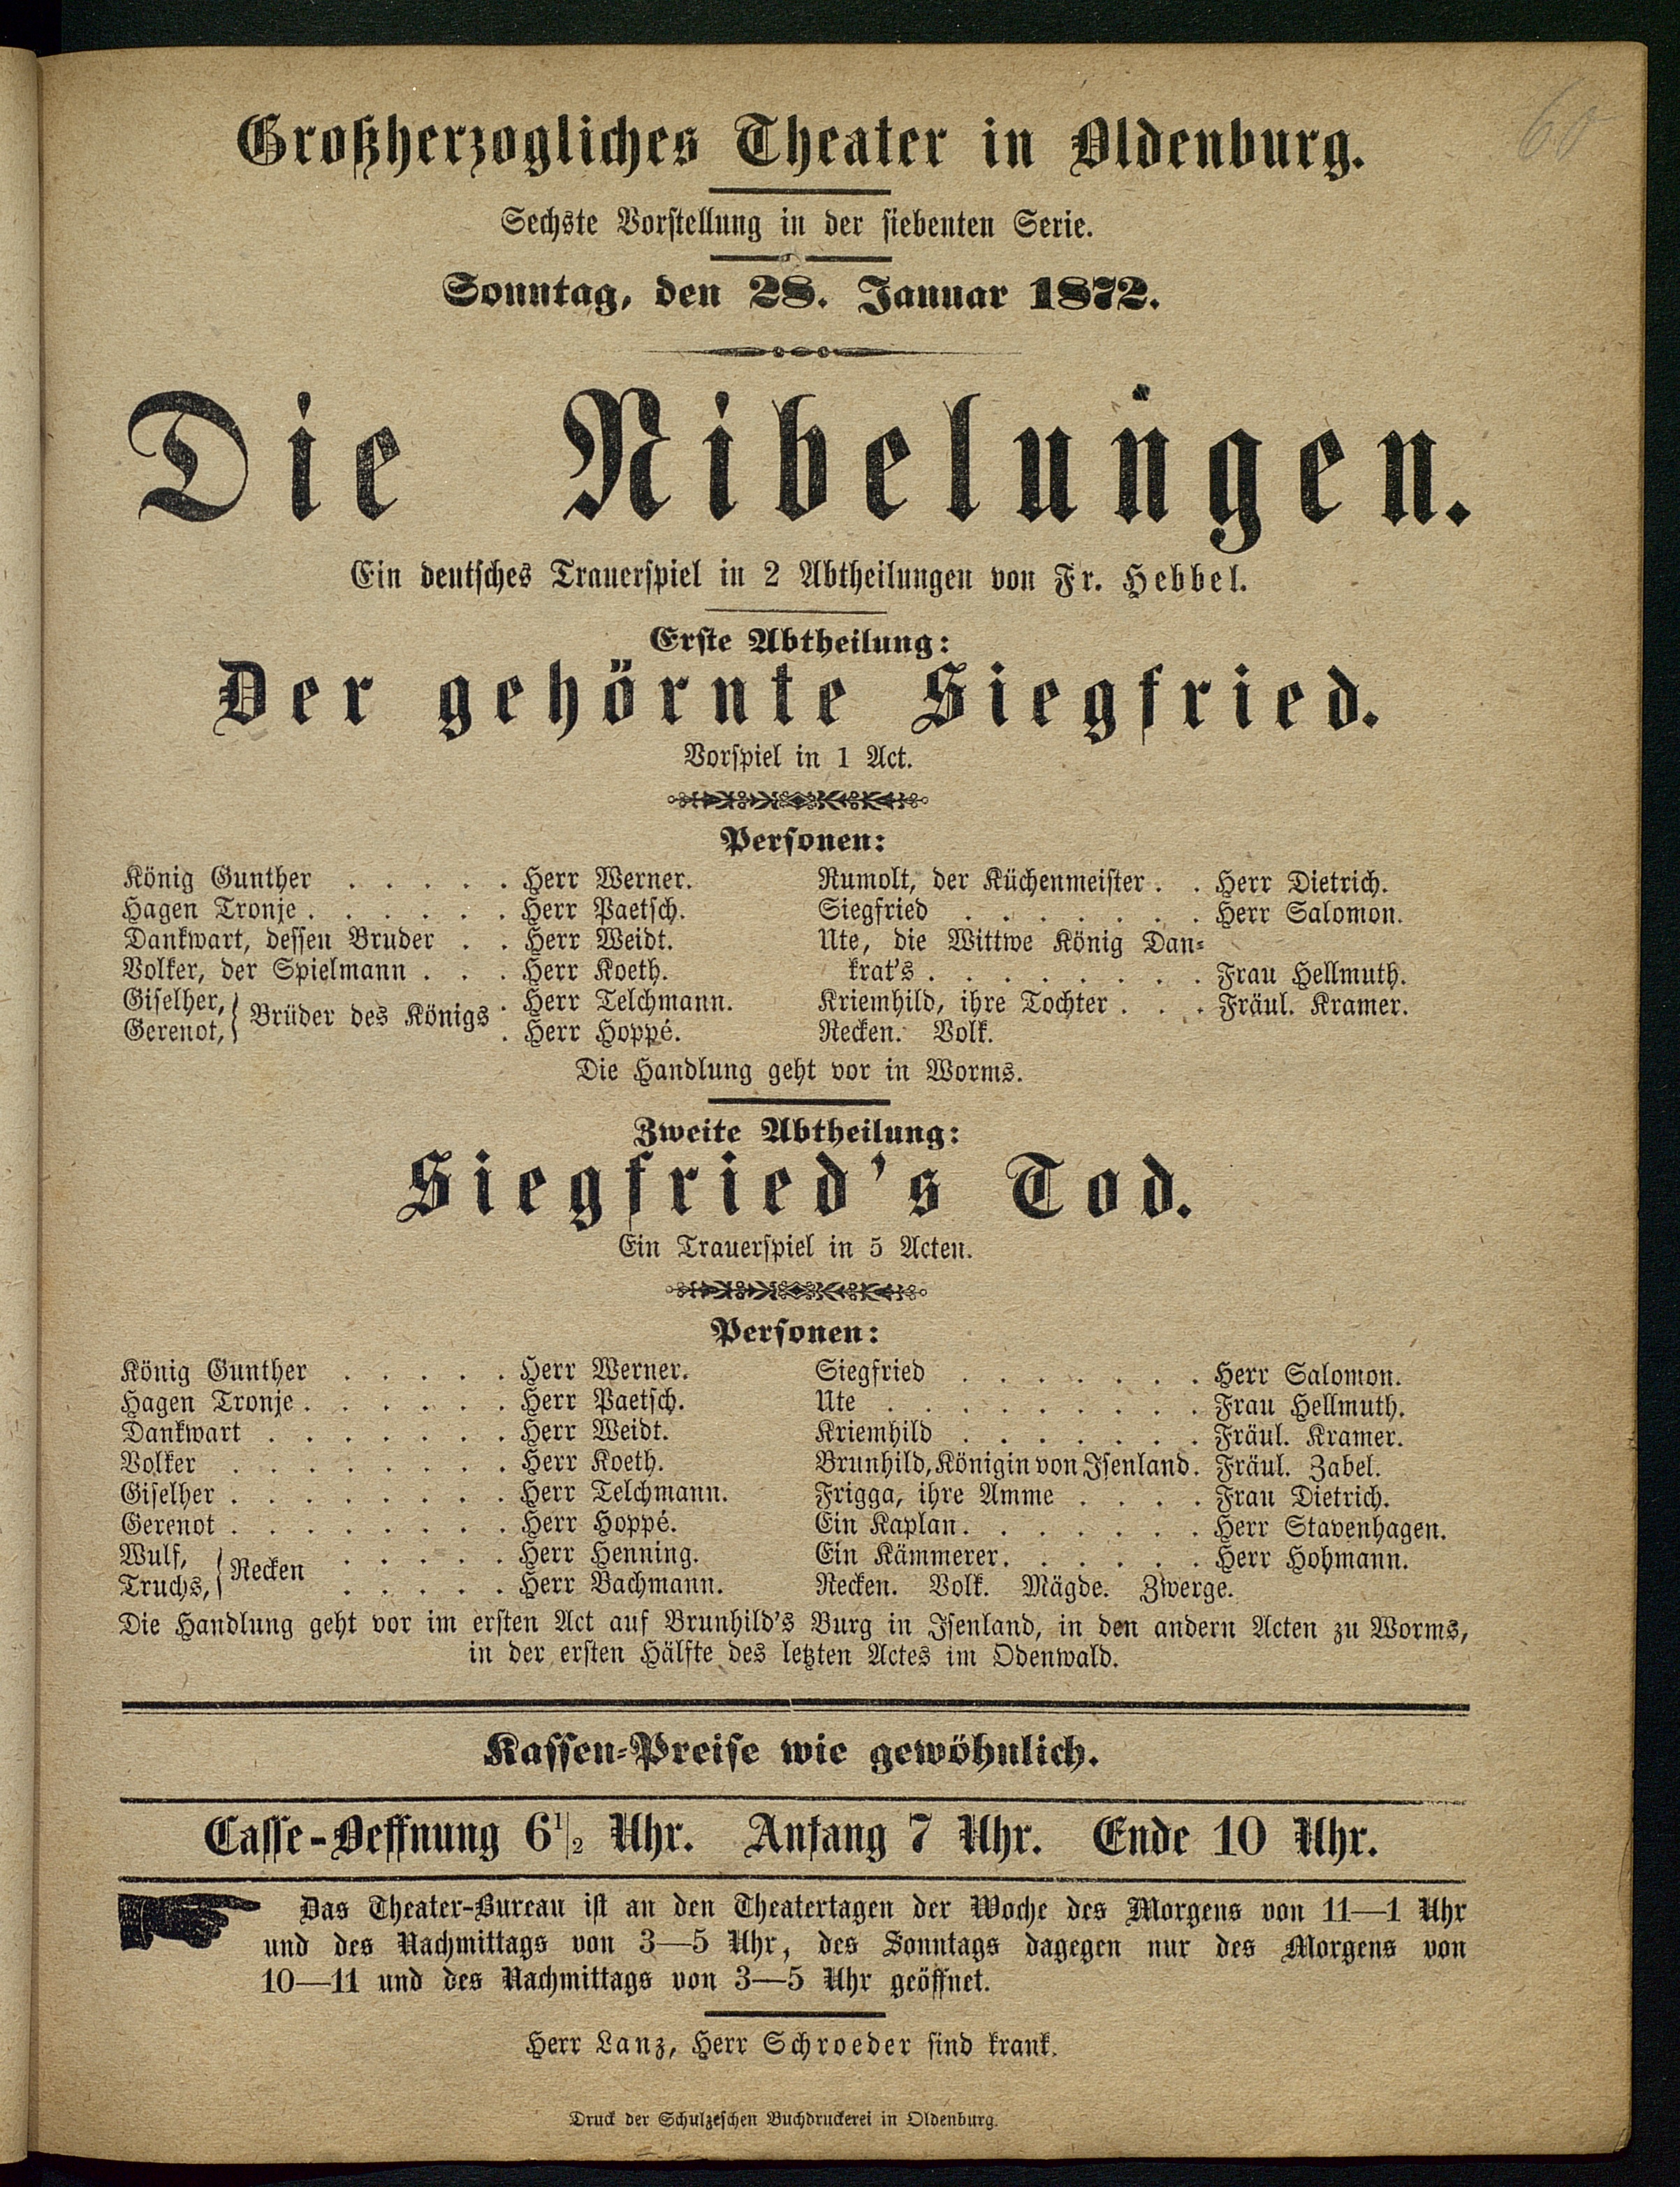 60
Großherzogliches Theater in Oldenburg.
Sechste Vorstellung in der siebenten Serie.
Sonntag, den 28. Januar 1872.
Die Nibelungen.
Ein deutsches Trauerspiel in 2 Abtheilungen von Fr. Hebbel.
Erste Abtheilung:
Der gehörnte Siegfried.
Vorspiel in 1 Act.
Personen:
König Gunther . . . . . Herr Werner.
Hagen Tronje . . . . . . Herr Paetsch.
Dankwart, dessen Bruder . . Herr Weidt.
Volker, der Spielmann . . . Herr Koeth.
Giselher, } Brüder des Königs . Herr Telchmann.
Gerenot, } . Herr Hoppé.
Rumolt, der Küchenmeister . . Herr Dietrich.
Siegfried . . . . . . . Herr Salomon.
Ute, die Wittwe König Dan-
krat's . . . . . . . . Frau Hellmuth.
Kriemhild, ihre Tochter . . . Fräul. Kramer.
Recken. Volk.
Die Handlung geht vor in Worms.
Zweite Abtheilung:
Siegfried's Tod.
Ein Trauerspiel in 5 Acten.
Personen:
König Gunther . . . . . Herr Werner.
Hagen Tronje . . . . . . Herr Paetsch.
Dankwart . . . . . . . Herr Weidt.
Volker . . . . . . . . Herr Koeth.
Giselher . . . . . . . . Herr Telchmann.
Gerenot . . . . . . . . Herr Hoppé.
Wulf, } Recken . . . . . Herr Henning.
Truchs, } . . . . . Herr Bachmann.
Siegfried . . . . . . . Herr Salomon.
Ute . . . . . . . . . Frau Hellmuth.
Kriemhild . . . . . . . Fräul. Kramer.
Brunhild, Königin von Isenland. Fräul. Zabel.
Frigga, ihre Amme . . . . Frau Dietrich.
Ein Kaplan. . . . . . . Herr Stavenhagen.
Ein Kämmerer. . . . . . Herr Hohmann.
Recken. Volk. Mägde. Zwerge.
Die Handlung geht vor im ersten Act auf Brunhild's Burg in Isenland, in den andern Acten zu Worms,
in der ersten Hälfte des letzten Actes im Odenwald.
Kassen-Preise wie gewöhnlich.
Casse-Oeffnung 6 1/2 Uhr. Anfang 7 Uhr. Ende 10 Uhr.
Das Theater-Bureau ist an den Theatertagen der Woche des Morgens von 11—1 Uhr
und des Nachmittags von 3—5 Uhr, des Sonntags dagegen nur des Morgens von
10—11 und des Nachmittags von 3—5 Uhr geöffnet.
Herr Lanz, Herr Schroeder sind krank.
Druck der Schulzeschen Buchdruckerei in Oldenburg.